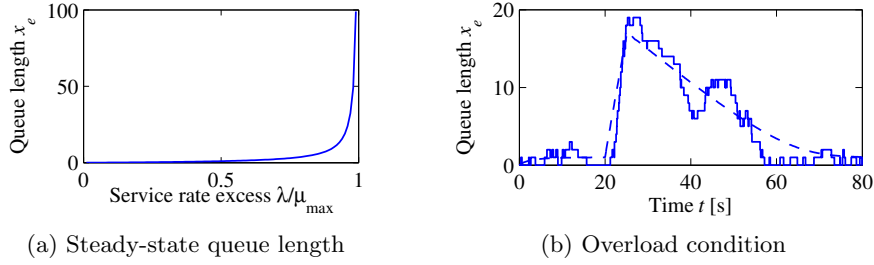 100
50
0
0
0.5
1
Queue length x_e
Service rate excess λ/μ_max
(a) Steady-state queue length
20
10
0
0
20
40
60
80
Queue length x_e
Time t [s]
(b) Overload condition